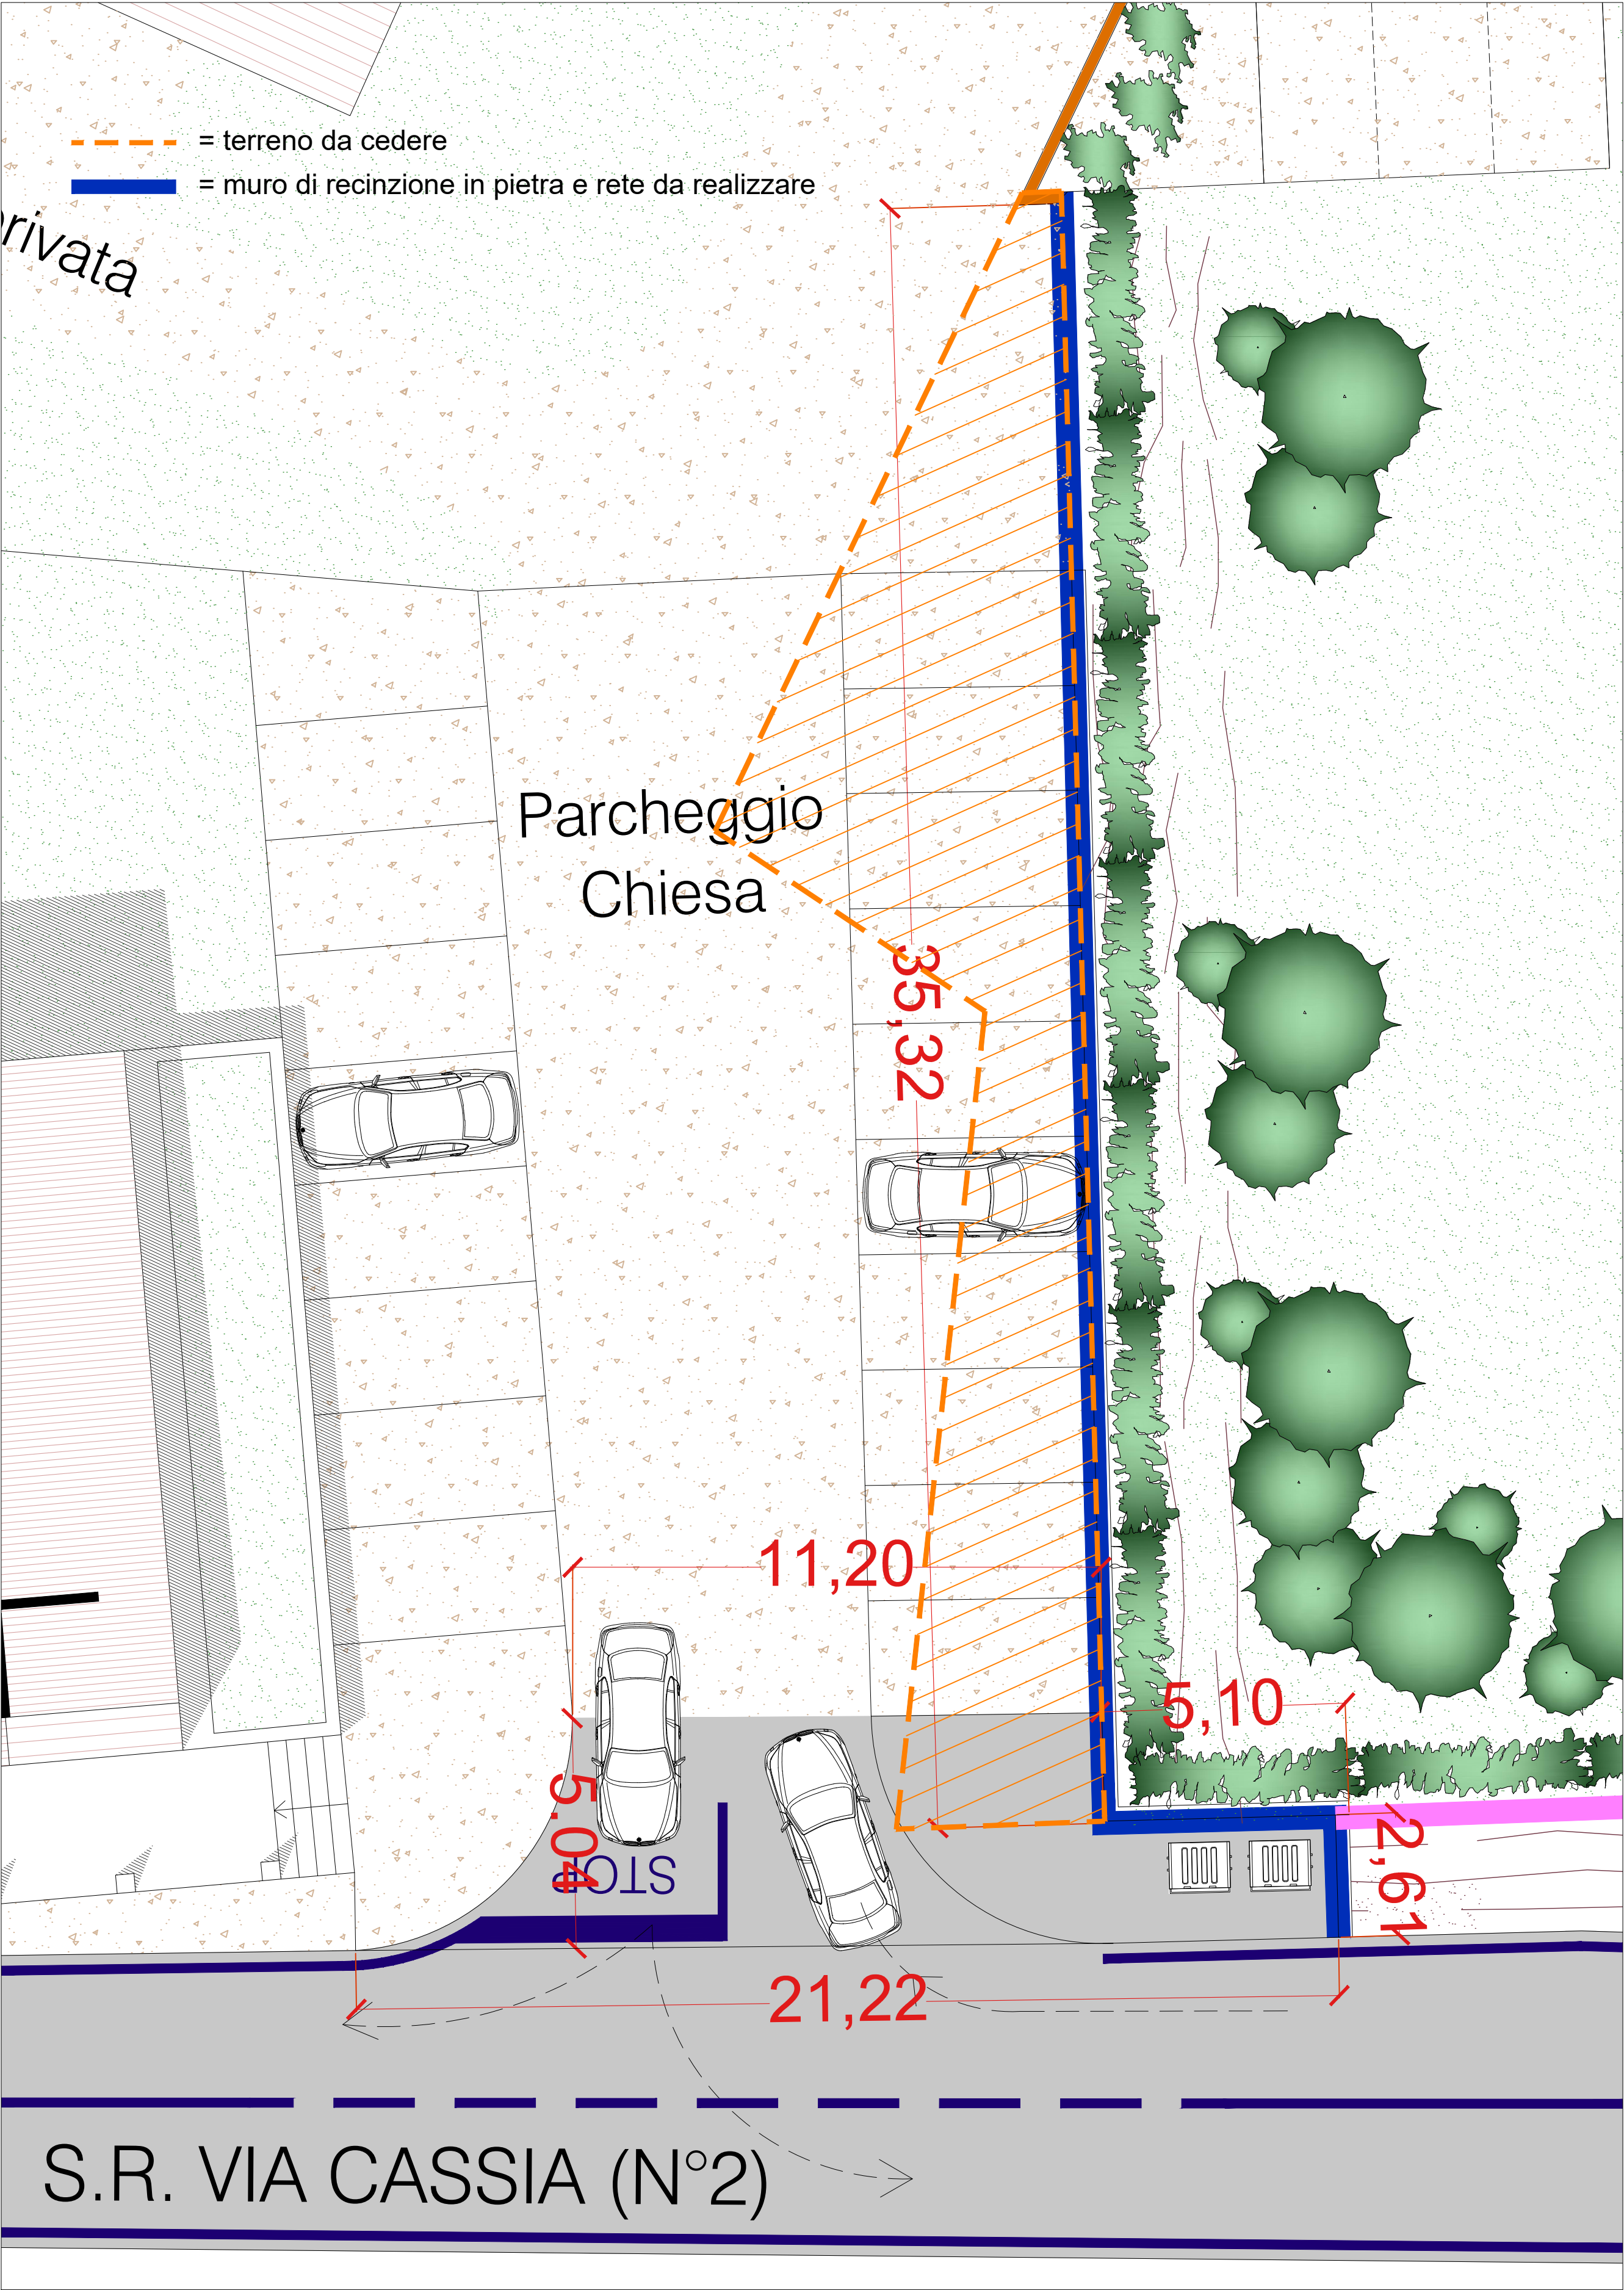 = terreno da cedere
= muro di recinzione in pietra e rete da realizzare
rivata
Parcheggio
Chiesa
35,32
11,20
5,10
5.04
STOP
2,61
21,22
S.R. VIA CASSIA (N°2)